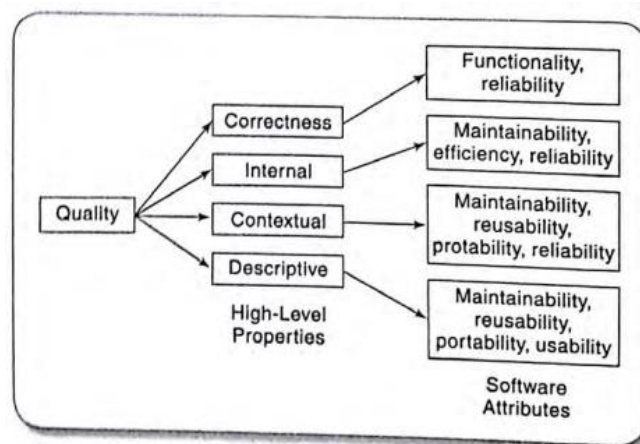 Quality
Correctness
Internal
Contextual
Descriptive
High-Level
Properties
Functionality,
reliability
Maintainability,
efficiency, reliability
Maintainability,
reusability,
protability, reliability
Maintainability,
reusability,
portability, usability
Software
Attributes